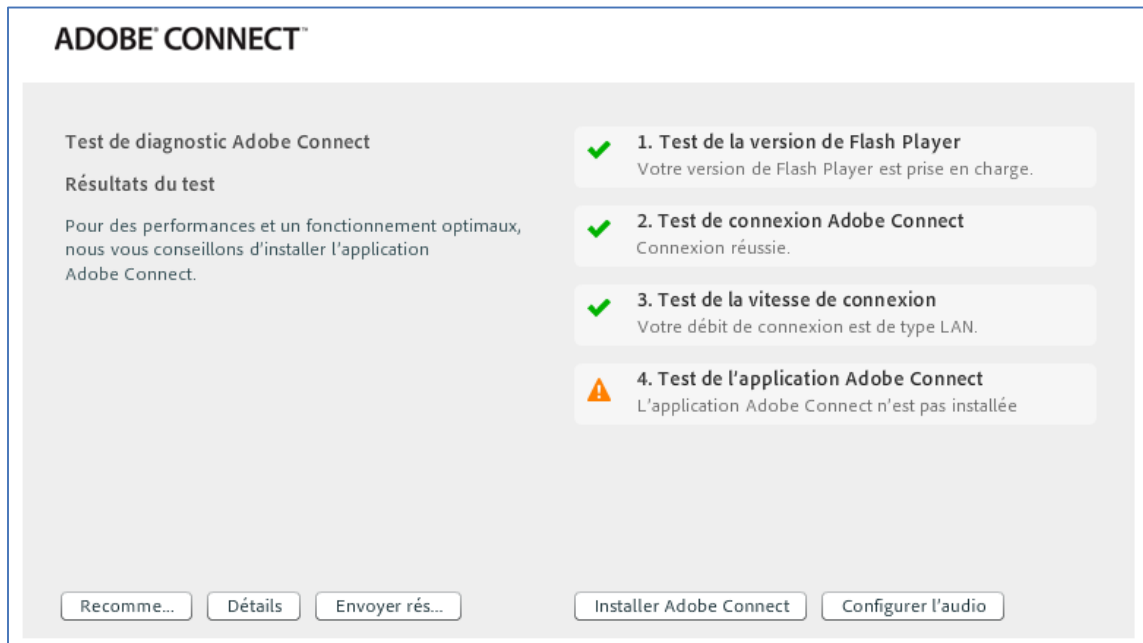 ADOBE® CONNECT™
Test de diagnostic Adobe Connect
Résultats du test
Pour des performances et un fonctionnement optimaux,
nous vous conseillons d’installer l’application
Adobe Connect.
1. Test de la version de Flash Player
Votre version de Flash Player est prise en charge.
2. Test de connexion Adobe Connect
Connexion réussie.
3. Test de la vitesse de connexion
Votre débit de connexion est de type LAN.
4. Test de l’application Adobe Connect
L’application Adobe Connect n’est pas installée
Recomme...
Détails
Envoyer rés...
Installer Adobe Connect
Configurer l’audio